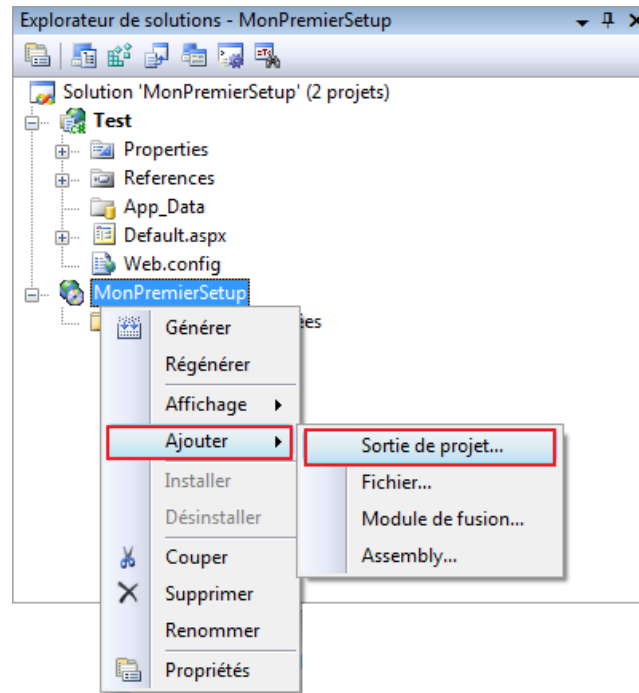 Explorateur de solutions - MonPremierSetup
Solution 'MonPremierSetup' (2 projets)
Test
Properties
References
App_Data
Default.aspx
Web.config
MonPremierSetup
ées
Générer
Régénérer
Affichage
Ajouter
Installer
Désinstaller
Couper
Supprimer
Renommer
Propriétés
Sortie de projet...
Fichier...
Module de fusion...
Assembly...